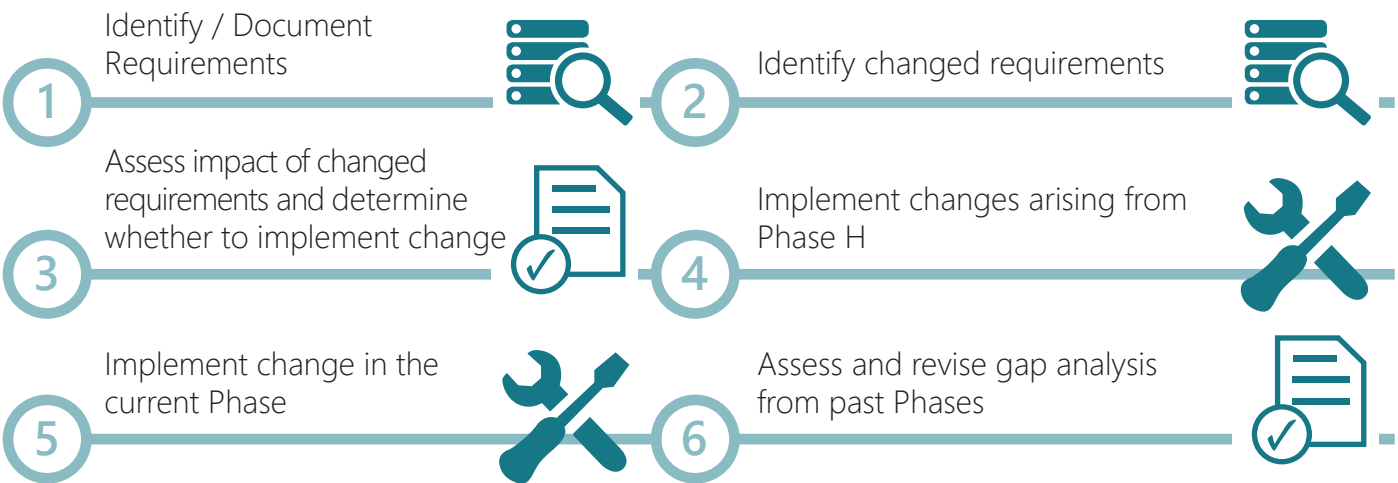 1
Identify / Document
Requirements
2
Identify changed requirements
3
Assess impact of changed
requirements and determine
whether to implement change
4
Implement changes arising from
Phase H
5
Implement change in the
current Phase
6
Assess and revise gap analysis
from past Phases